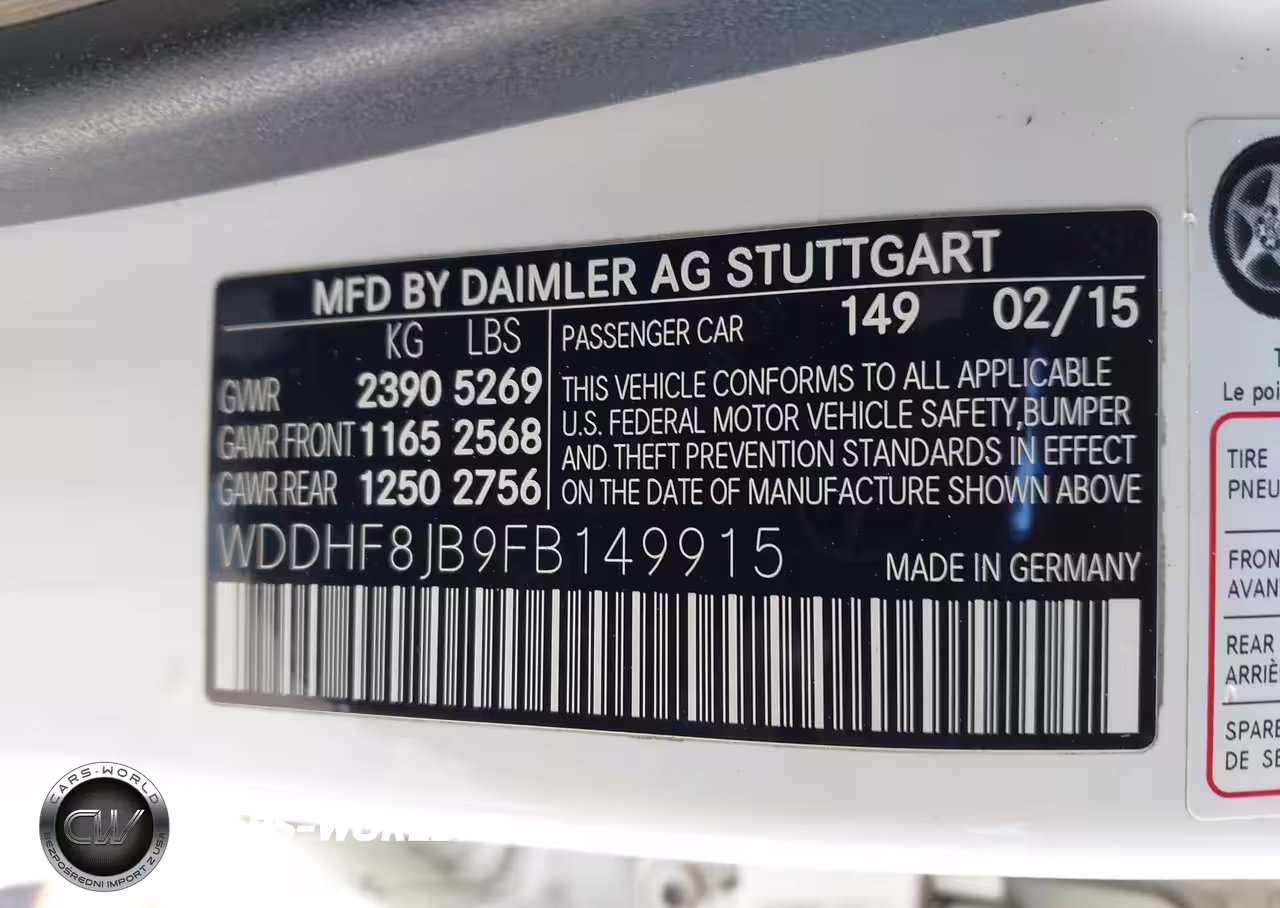 MFD BY DAIMLER AG STUTTGART
KG LBS
GVWR 2390 5269
GAWR FRONT 1165 2568
GAWR REAR 1250 2756
PASSENGER CAR 149 02/15
THIS VEHICLE CONFORMS TO ALL APPLICABLE
U.S. FEDERAL MOTOR VEHICLE SAFETY,BUMPER
AND THEFT PREVENTION STANDARDS IN EFFECT
ON THE DATE OF MANUFACTURE SHOWN ABOVE
WDDHF8JB9FB149915
MADE IN GERMANY
Le poi
TIRE
PNEU
FRON
AVAN
REAR
ARRIÈ
SPARE
DE SE
CARS-WORLD
CW
BEZPOŚREDNI IMPORT Z USA